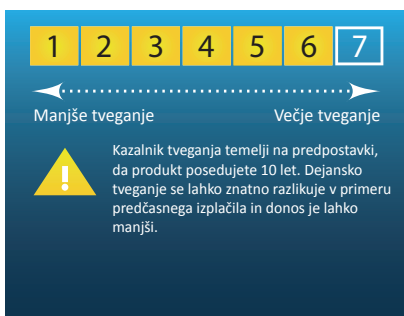 1 2 3 4 5 6 7
Manjše tveganje Večje tveganje
Kazalnik tveganja temelji na predpostavki,
da produkt posedujete 10 let. Dejansko
tveganje se lahko znatno razlikuje v primeru
predčasnega izplačila in donos je lahko
manjši.